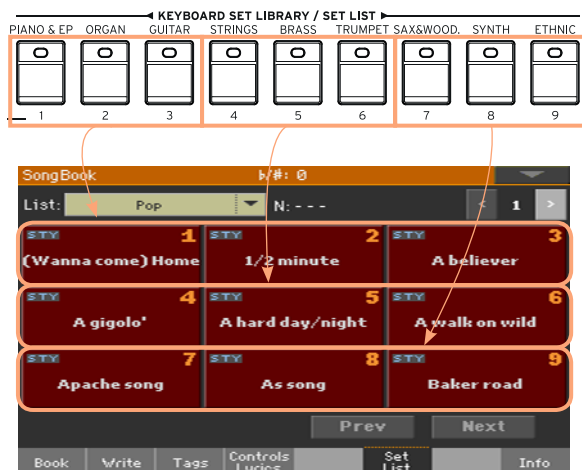 KEYBOARD SET LIBRARY / SET LIST
PIANO & EP ORGAN GUITAR STRINGS BRASS TRUMPET SAX&WOOD. SYNTH ETHNIC
1 2 3 4 5 6 7 8 9
SongBook ♭/#: 0
List: Pop N:--- < 1 >
STY 1 STY 2 STY 3
(Wanna come) Home 1/2 minute A believer
STY 4 STY 5 STY 6
A gigolo' A hard day/night A walk on wild
STY 7 STY 8 STY 9
Apache song As song Baker road
Prev Next
Book Write Tags Controls Lyrics Set List Info